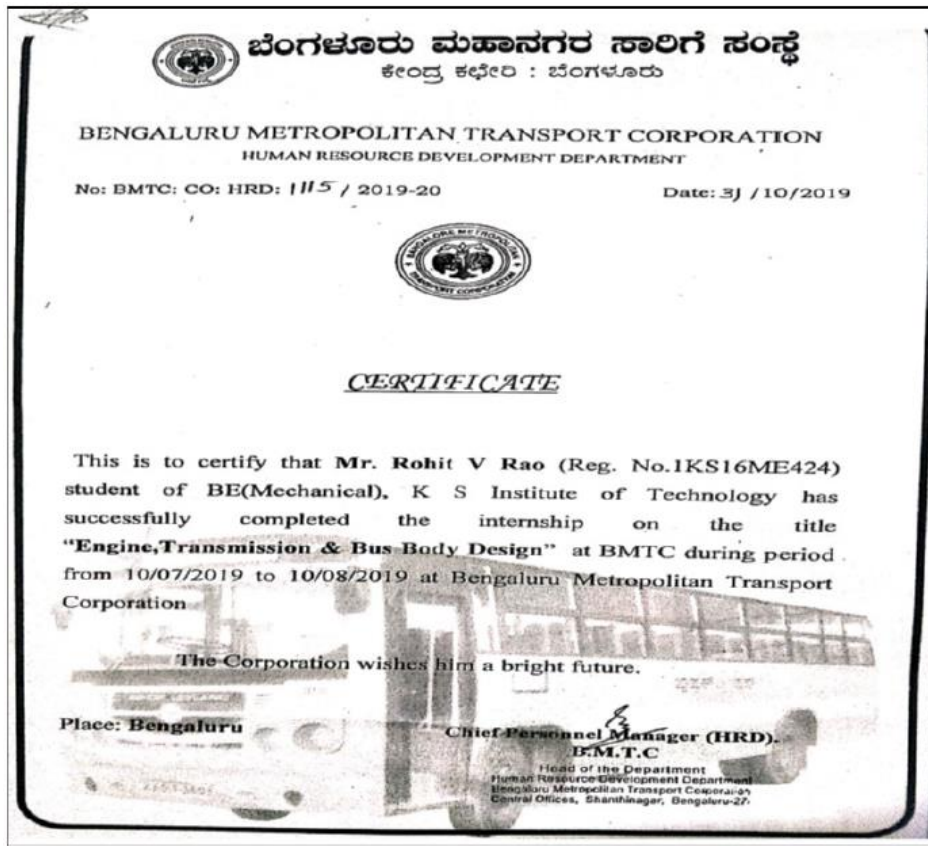 ಬೆಂಗಳೂರು ಮಹಾನಗರ ಸಾರಿಗೆ ಸಂಸ್ಥೆ
ಕೇಂದ್ರ ಕಛೇರಿ : ಬೆಂಗಳೂರು
BENGALURU METROPOLITAN TRANSPORT CORPORATION
HUMAN RESOURCE DEVELOPMENT DEPARTMENT
No: BMTC: CO: HRD: 1115 / 2019-20 Date: 31 /10/2019
BANGALORE METROPOLITAN
TRANSPORT CORPORATION
CERTIFICATE
This is to certify that Mr. Rohit V Rao (Reg. No.1KS16ME424)
student of BE(Mechanical), K S Institute of Technology has
successfully completed the internship on the title
"Engine,Transmission & Bus Body Design" at BMTC during period
from 10/07/2019 to 10/08/2019 at Bengaluru Metropolitan Transport
Corporation
The Corporation wishes him a bright future.
Place: Bengaluru
Chief Personnel Manager (HRD).
B.M.T.C
Head of the Department
Human Resource Development Department
Bengaluru Metropolitan Transport Corporation
Central Offices, Shanthinagar, Bengaluru-27.